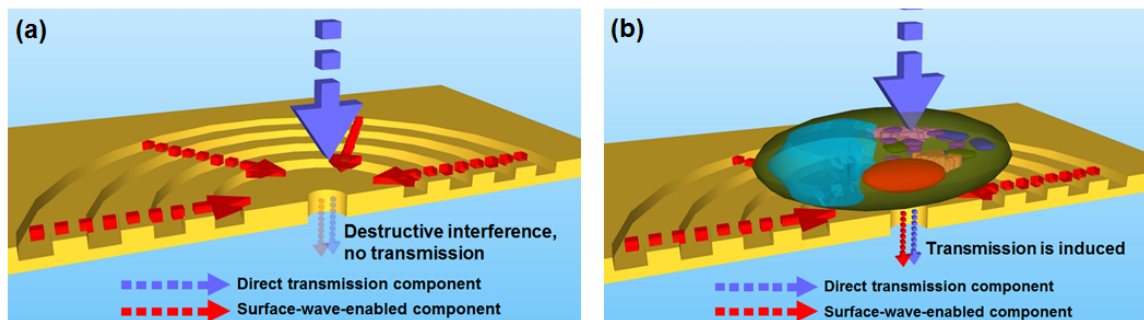 (a)
Destructive interference,
no transmission
Direct transmission component
Surface-wave-enabled component
(b)
Transmission is induced
Direct transmission component
Surface-wave-enabled component